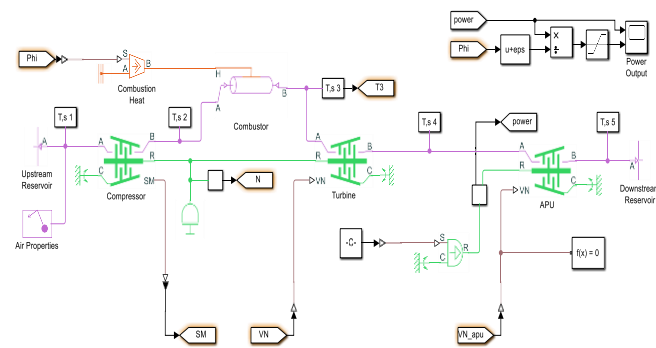 power
Phi
u+eps
×
÷
Power
Output
Phi
S
A
B
Combustion
Heat
H
A
B
Combustor
T,s 3
T3
T,s 1
T,s 2
T,s 4
power
T,s 5
A
Upstream
Reservoir
A
B
R
C
SM
Compressor
N
A
B
R
C
VN
Turbine
A
B
R
C
VN
APU
A
Downstream
Reservoir
Air Properties
-C-
S
C
R
f(x) = 0
SM
VN
VN_apu